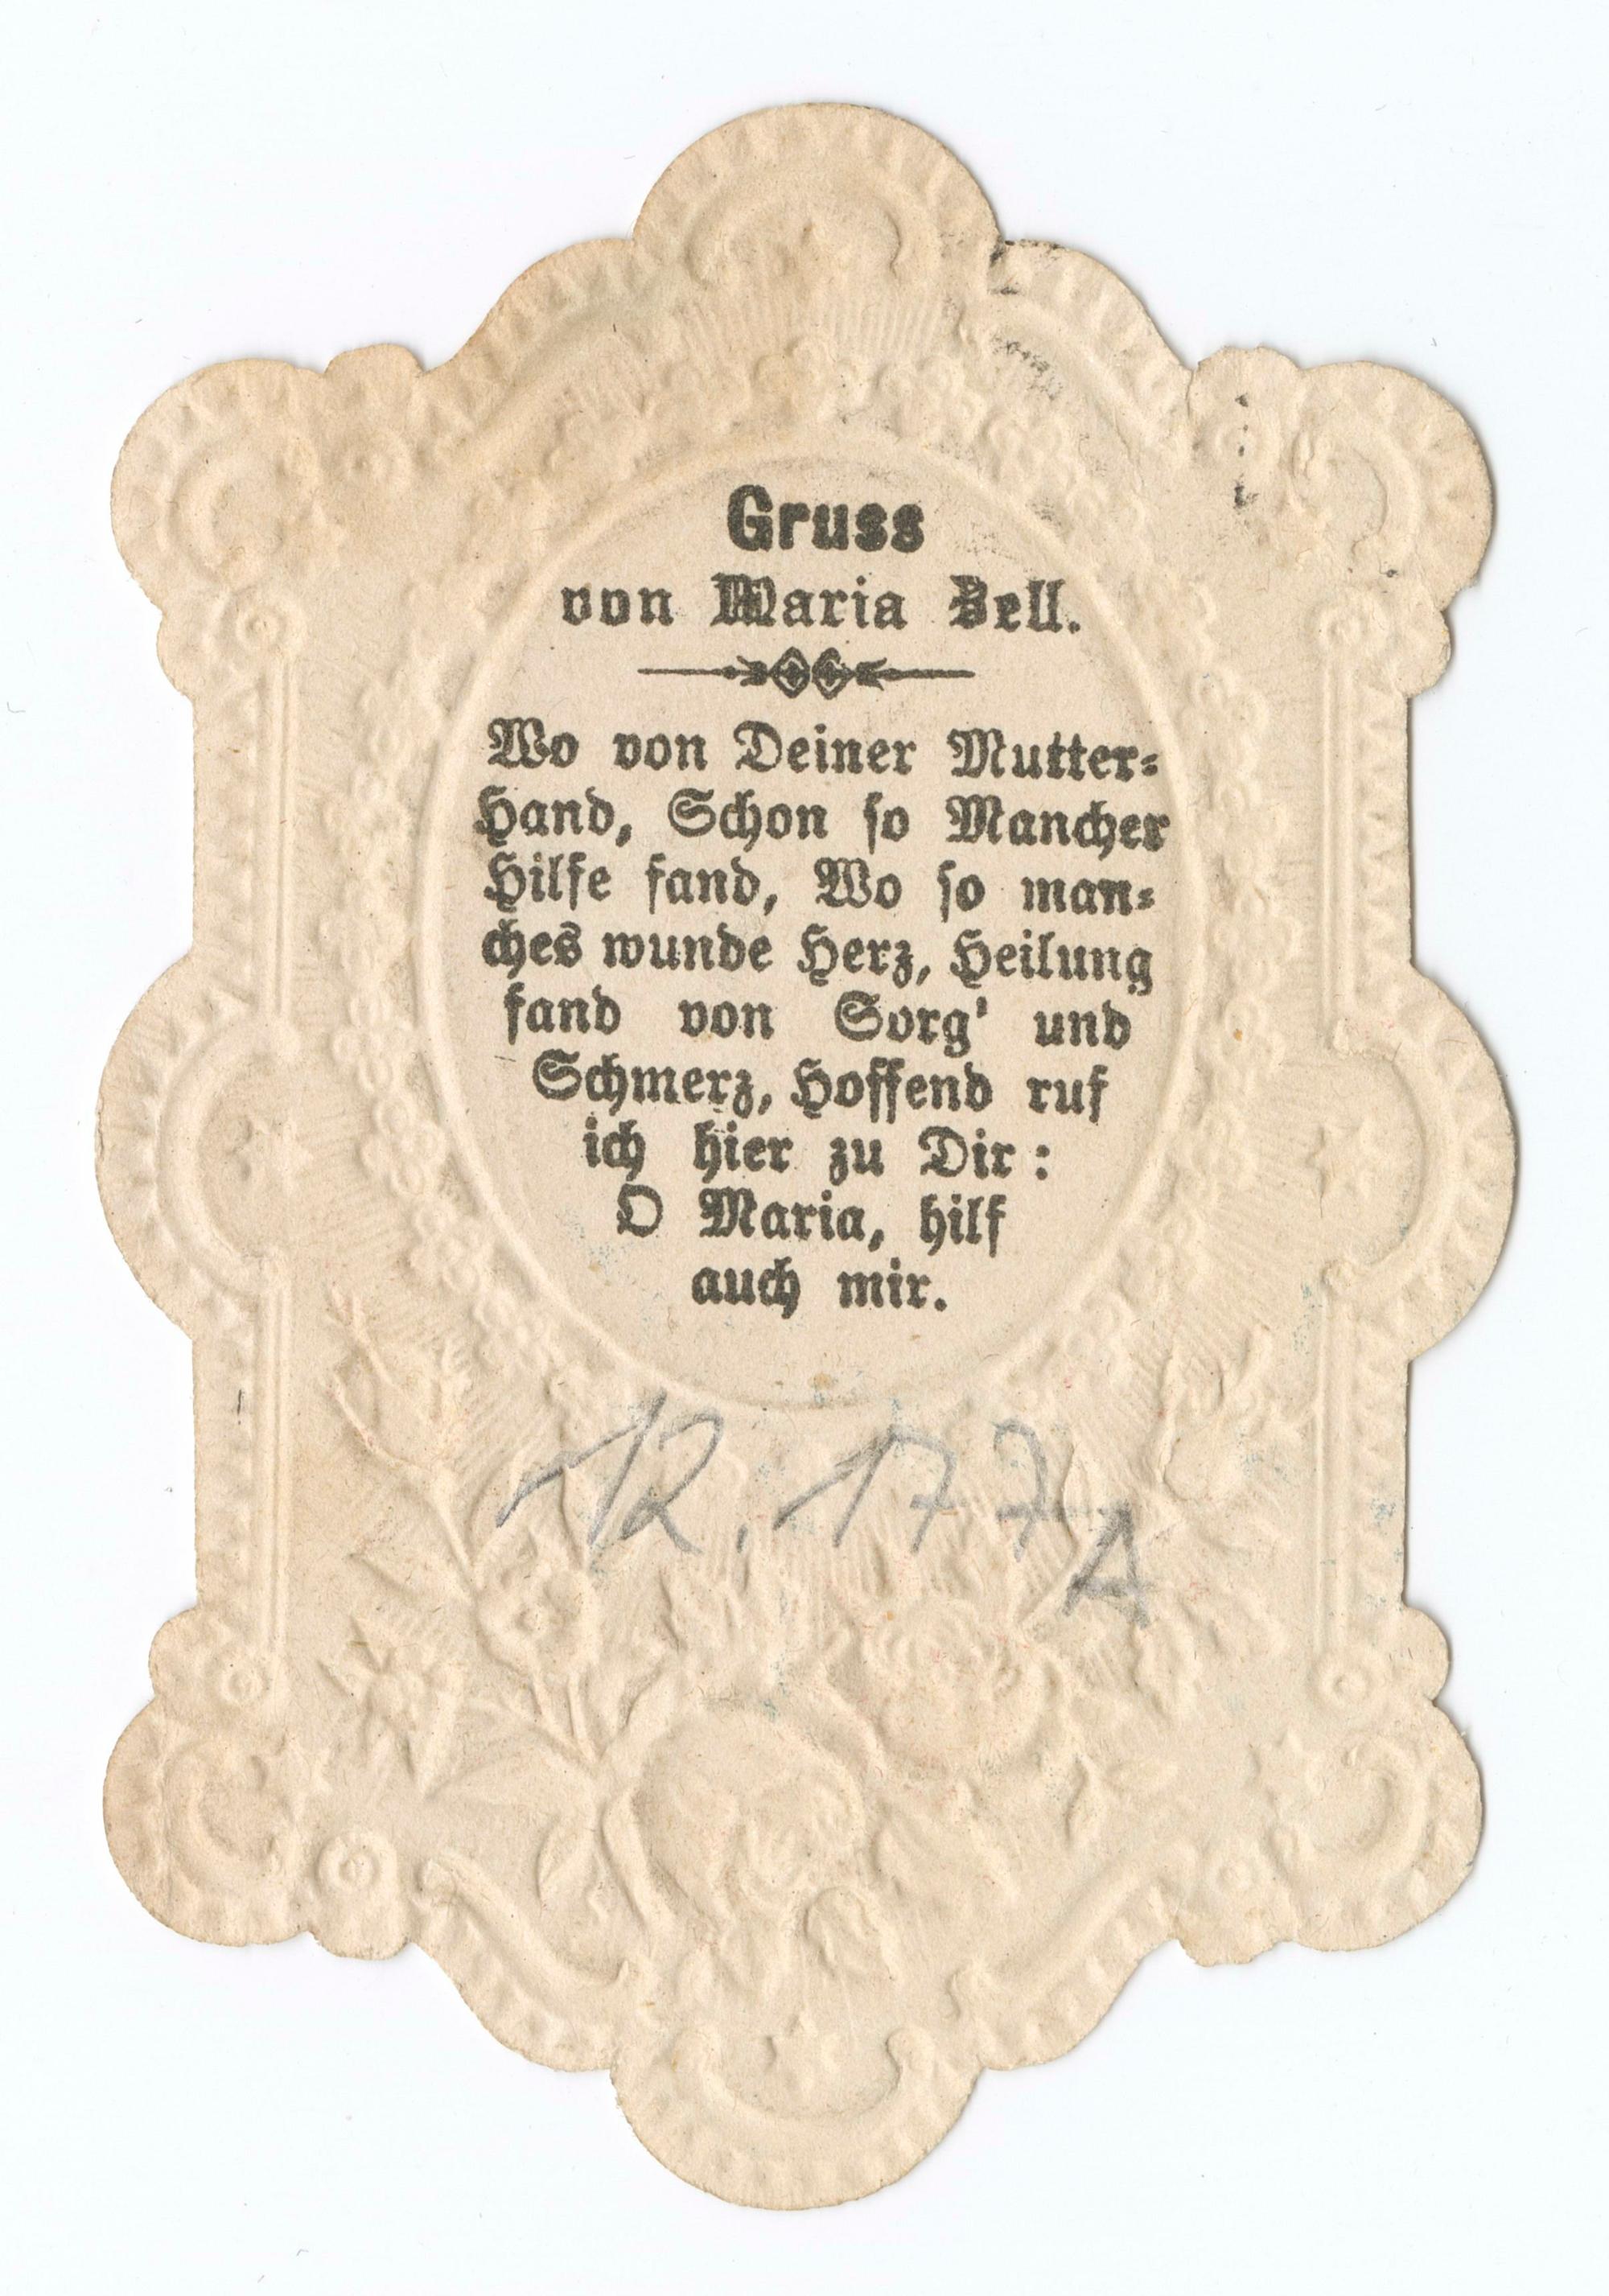 Gruss
von Maria Zell.
Wo von Deiner Mutter-
Hand, Schon so Mancher
Hilfe fand, Wo so man-
ches wunde Herz, Heilung
fand von Sorg' und
Schmerz, Hoffend ruf
ich hier zu Dir:
O Maria, hilf
auch mir.
12.177
A